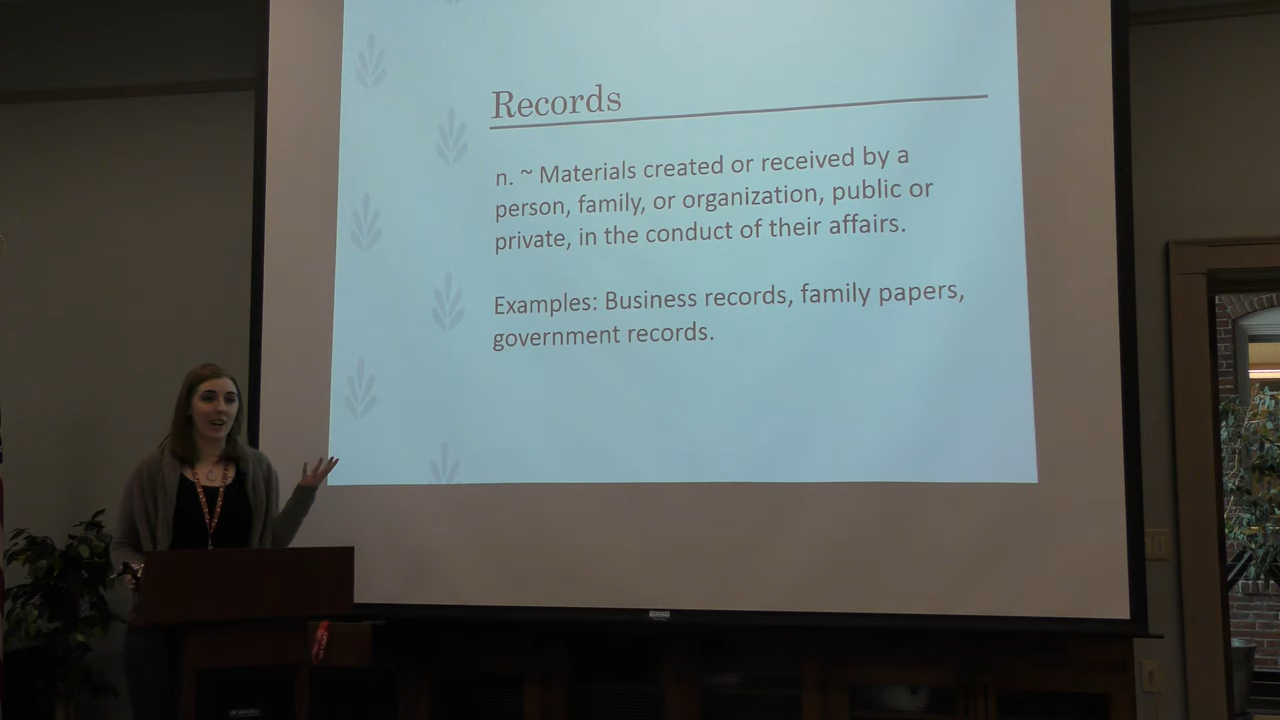 Records
n. ~ Materials created or received by a
person, family, or organization, public or
private, in the conduct of their affairs.
Examples: Business records, family papers,
government records.